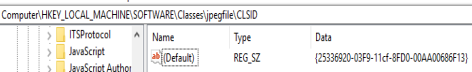 Computer\HKEY_LOCAL_MACHINE\SOFTWARE\Classes\jpegfile\CLSID
ITSProtocol
JavaScript
JavaScript Author
Name Type Data
(Default) REG_SZ {25336920-03F9-11cf-8FD0-00AA00686F13}